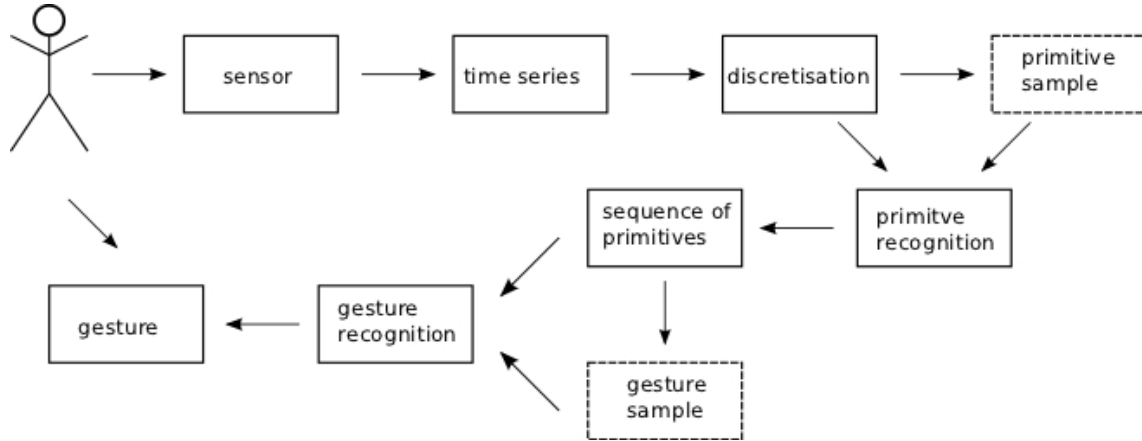 sensor
time series
discretisation
primitive
sample
sequence of
primitives
primitve
recognition
gesture
gesture
recognition
gesture
sample